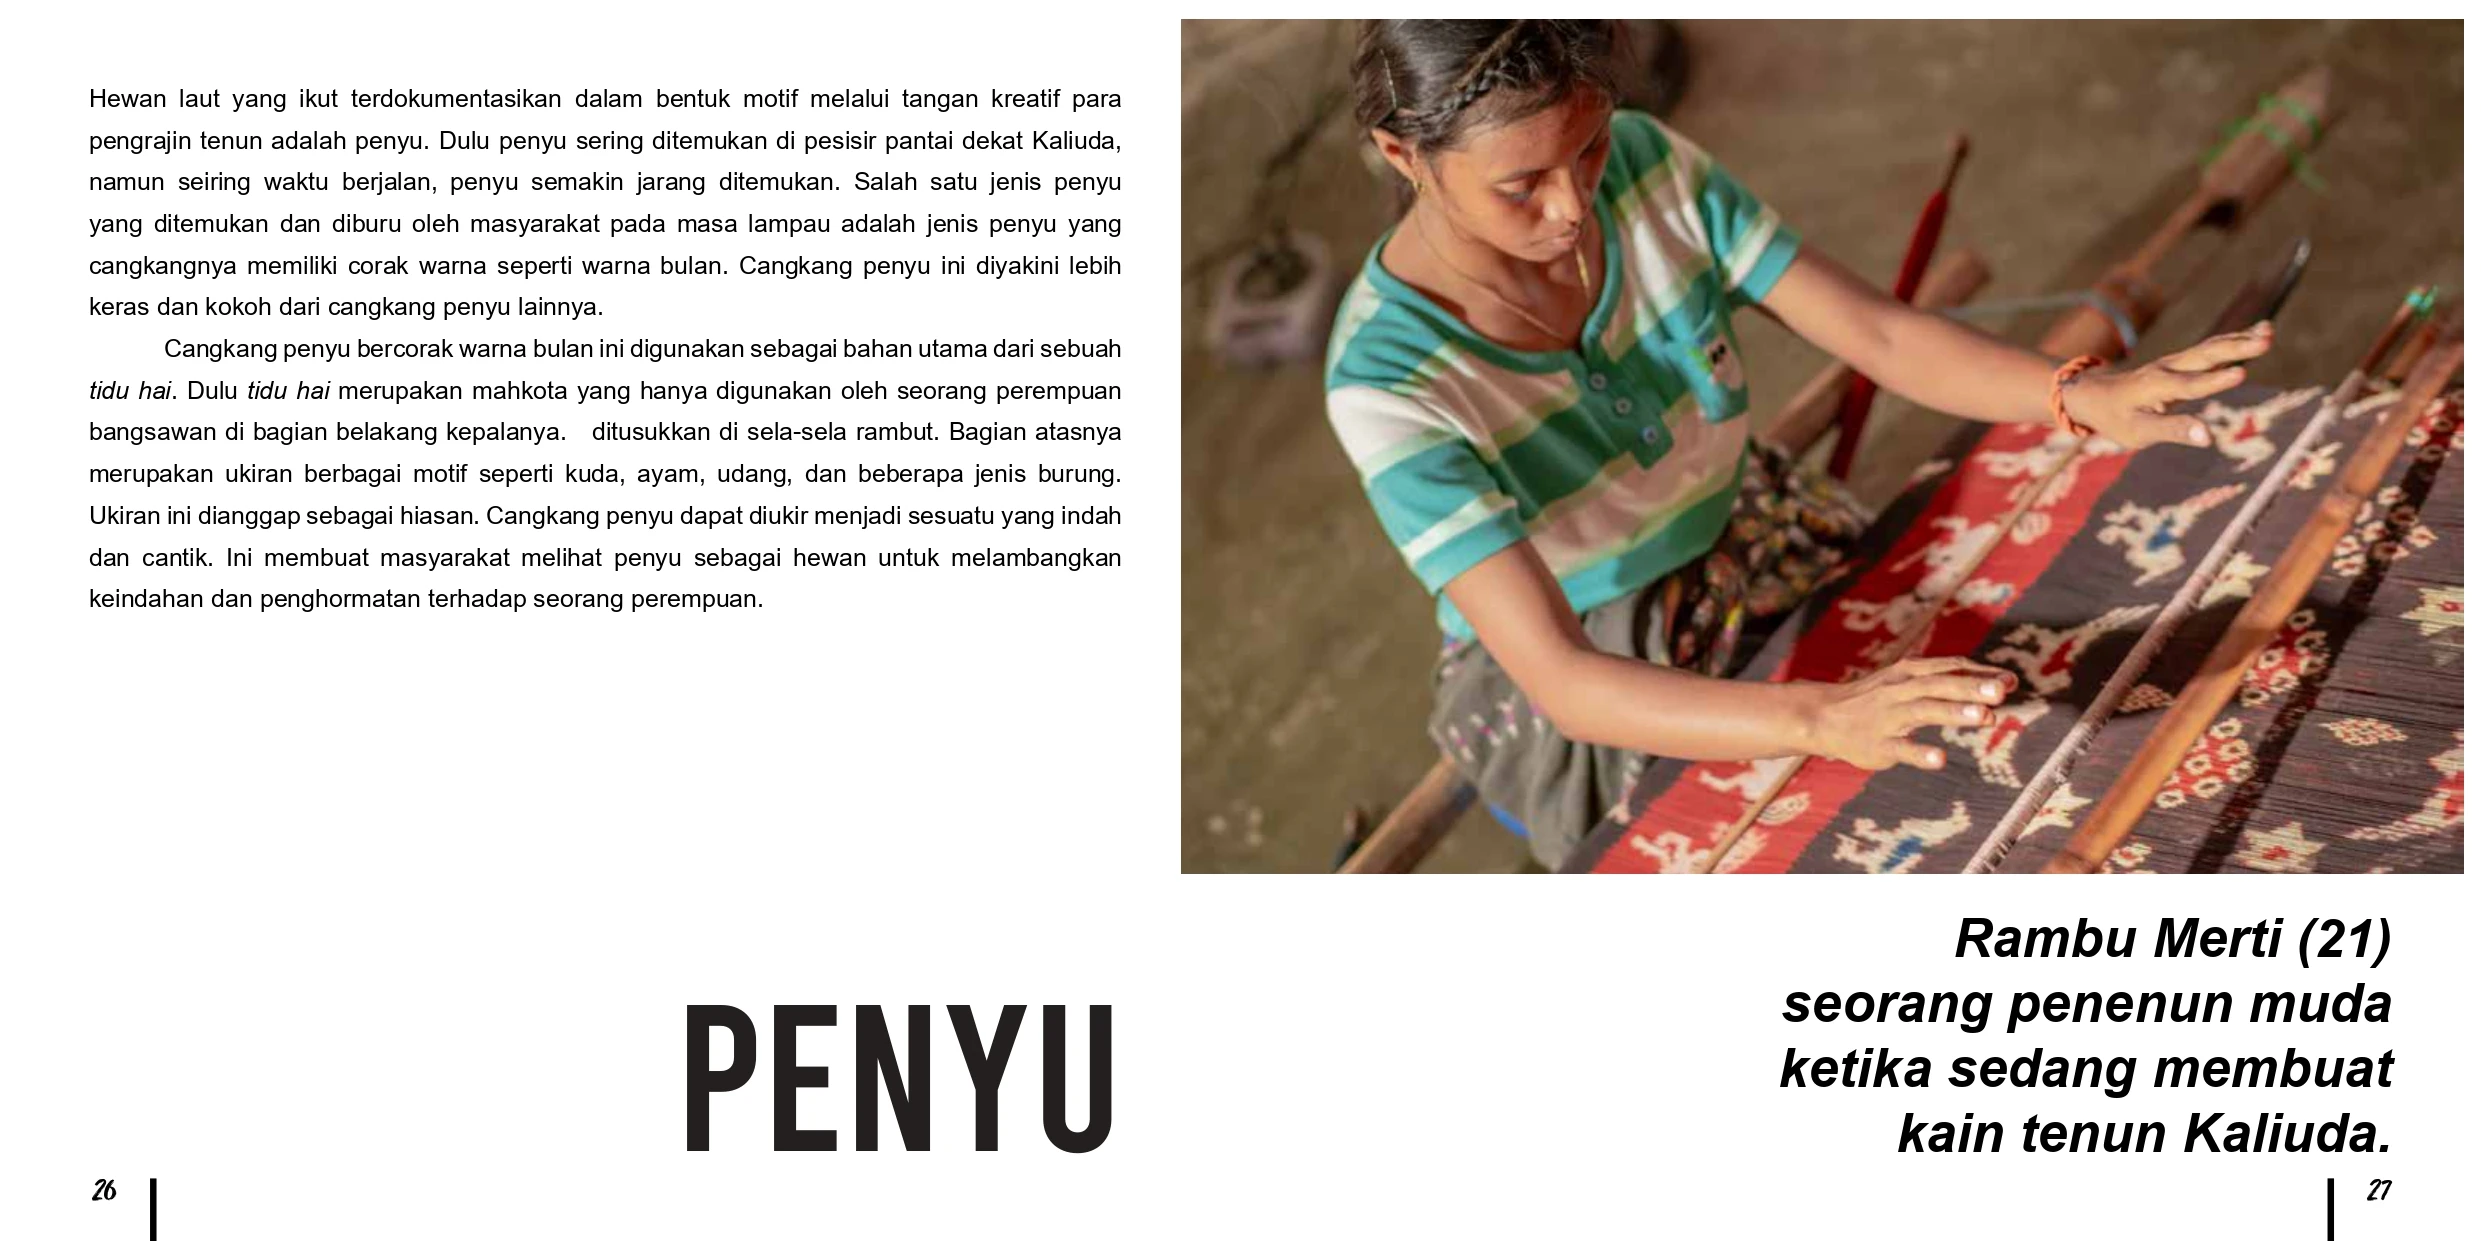 Hewan laut yang ikut terdokumentasikan dalam bentuk motif melalui tangan kreatif para
pengrajin tenun adalah penyu. Dulu penyu sering ditemukan di pesisir pantai dekat Kaliuda,
namun seiring waktu berjalan, penyu semakin jarang ditemukan. Salah satu jenis penyu
yang ditemukan dan diburu oleh masyarakat pada masa lampau adalah jenis penyu yang
cangkangnya memiliki corak warna seperti warna bulan. Cangkang penyu ini diyakini lebih
keras dan kokoh dari cangkang penyu lainnya.
Cangkang penyu bercorak warna bulan ini digunakan sebagai bahan utama dari sebuah
tidu hai. Dulu tidu hai merupakan mahkota yang hanya digunakan oleh seorang perempuan
bangsawan di bagian belakang kepalanya. ditusukkan di sela-sela rambut. Bagian atasnya
merupakan ukiran berbagai motif seperti kuda, ayam, udang, dan beberapa jenis burung.
Ukiran ini dianggap sebagai hiasan. Cangkang penyu dapat diukir menjadi sesuatu yang indah
dan cantik. Ini membuat masyarakat melihat penyu sebagai hewan untuk melambangkan
keindahan dan penghormatan terhadap seorang perempuan.
PENYU
26
Rambu Merti (21)
seorang penenun muda
ketika sedang membuat
kain tenun Kaliuda.
27